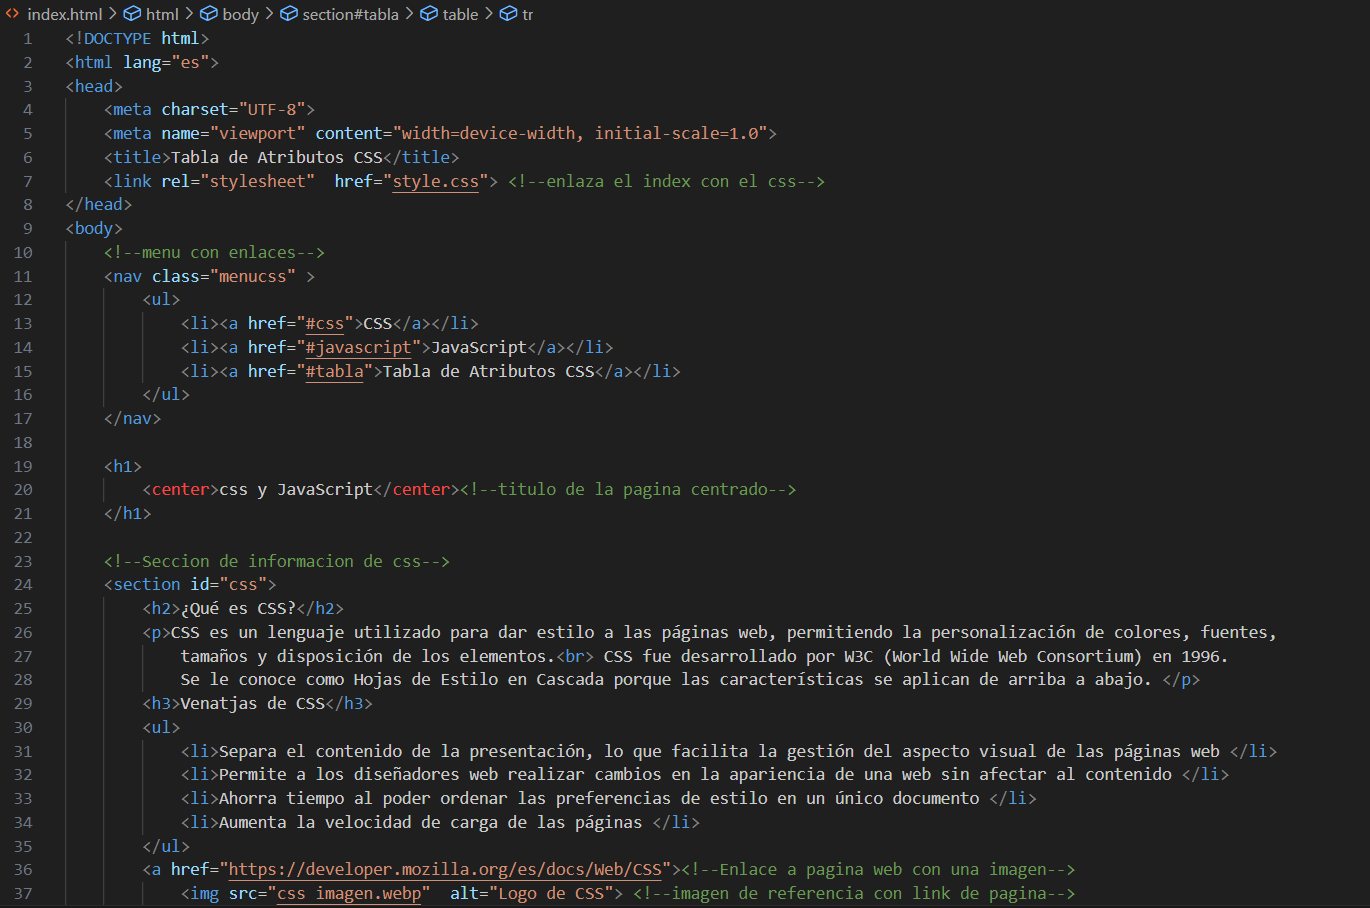 index.html > html > body > section#tabla > table > tr
1 <!DOCTYPE html>
2 <html lang="es">
3 <head>
4 <meta charset="UTF-8">
5 <meta name="viewport" content="width=device-width, initial-scale=1.0">
6 <title>Tabla de Atributos CSS</title>
7 <link rel="stylesheet"  href="style.css"> <!--enlaza el index con el css-->
8 </head>
9 <body>
10 <!--menu con enlaces-->
11 <nav class="menucss" >
12 <ul>
13 <li><a href="#css">CSS</a></li>
14 <li><a href="#javascript">JavaScript</a></li>
15 <li><a href="#tabla">Tabla de Atributos CSS</a></li>
16 </ul>
17 </nav>
18
19 <h1>
20 <center>css y JavaScript</center><!--titulo de la pagina centrado-->
21 </h1>
22
23 <!--Seccion de informacion de css-->
24 <section id="css">
25 <h2>¿Qué es CSS?</h2>
26 <p>CSS es un lenguaje utilizado para dar estilo a las páginas web, permitiendo la personalización de colores, fuentes,
27 tamaños y disposición de los elementos.<br> CSS fue desarrollado por W3C (World Wide Web Consortium) en 1996.
28 Se le conoce como Hojas de Estilo en Cascada porque las características se aplican de arriba a abajo. </p>
29 <h3>Venatjas de CSS</h3>
30 <ul>
31 <li>Separa el contenido de la presentación, lo que facilita la gestión del aspecto visual de las páginas web </li>
32 <li>Permite a los diseñadores web realizar cambios en la apariencia de una web sin afectar al contenido </li>
33 <li>Ahorra tiempo al poder ordenar las preferencias de estilo en un único documento </li>
34 <li>Aumenta la velocidad de carga de las páginas </li>
35 </ul>
36 <a href="https://developer.mozilla.org/es/docs/Web/CSS"><!--Enlace a pagina web con una imagen-->
37 <img src="css imagen.webp"  alt="Logo de CSS"> <!--imagen de referencia con link de pagina-->